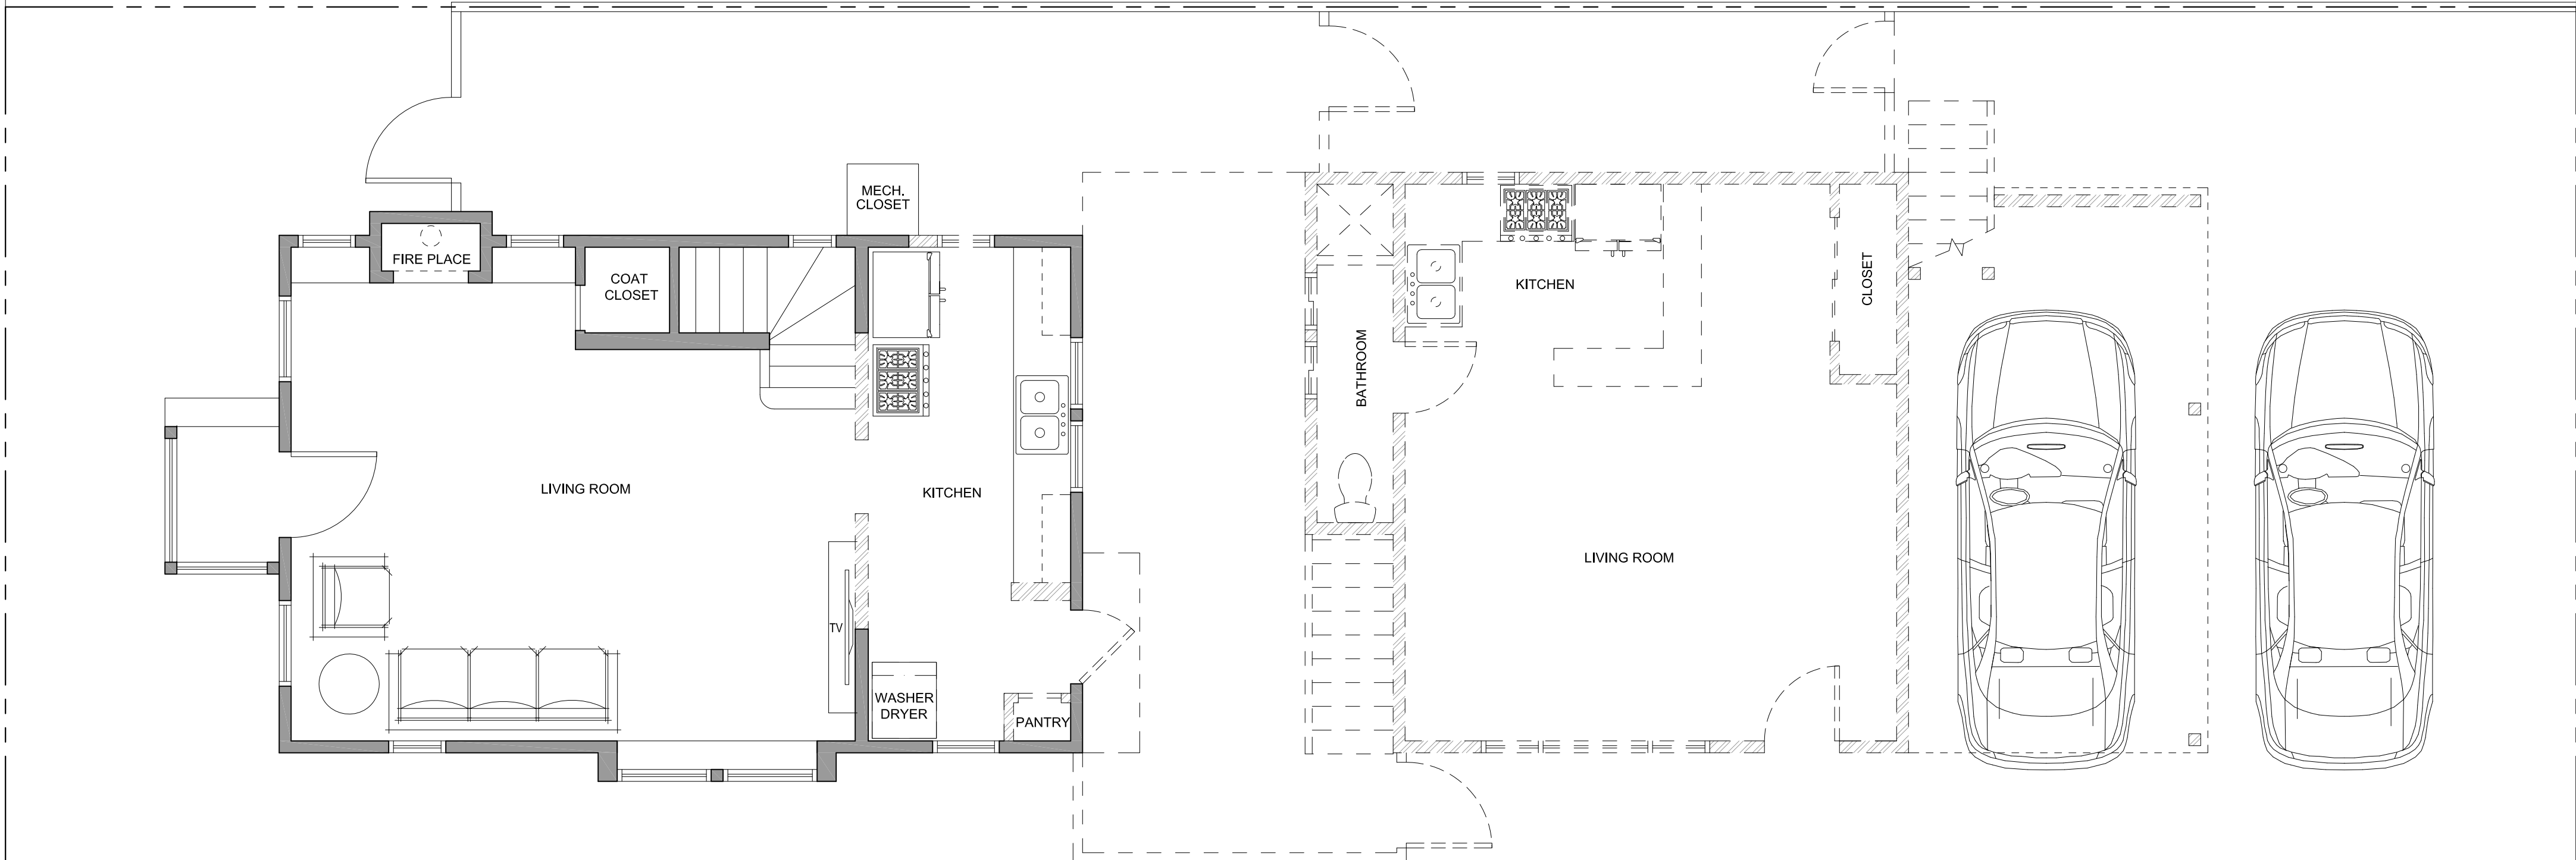 MECH.
CLOSET
FIRE PLACE
COAT
CLOSET
LIVING ROOM
KITCHEN
TV
WASHER
DRYER
PANTRY
BATHROOM
KITCHEN
CLOSET
LIVING ROOM